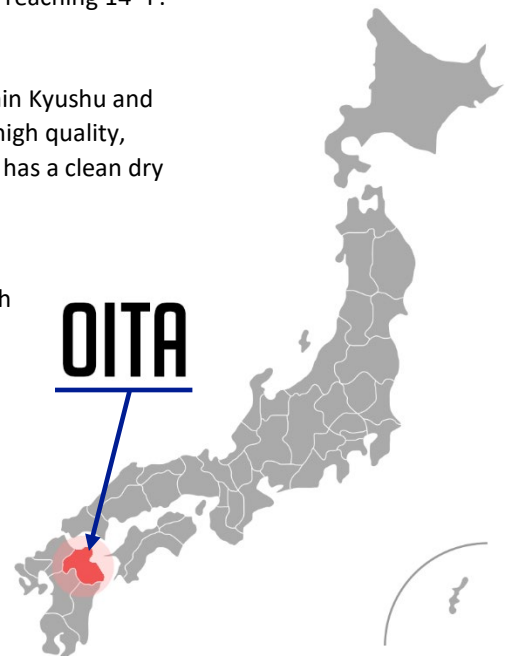 reaching 14°F.
in Kyushu and
high quality,
has a clean dry
h
OITA